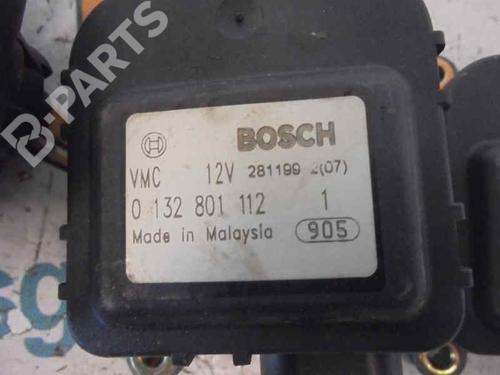 B-PARTS
BOSCH
VMC 12V 281199 2(07)
0 132 801 112 1
Made in Malaysia 905